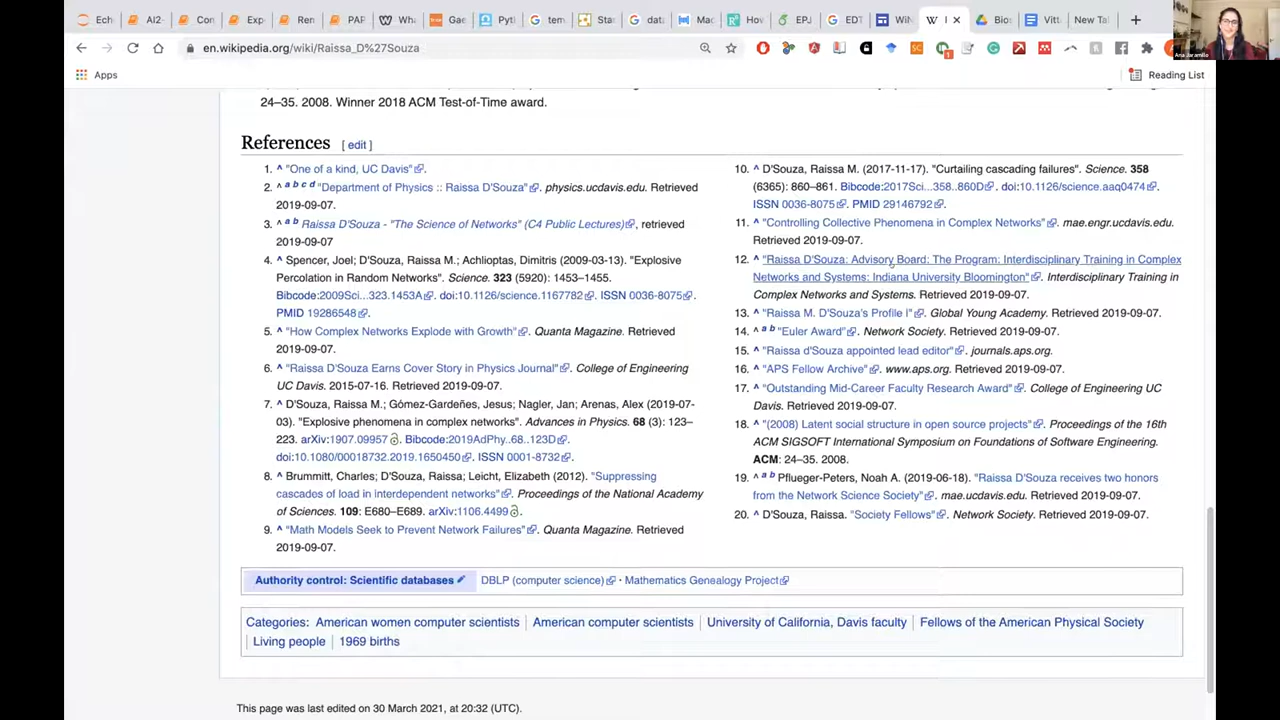 Ech
AI2-
Con
Exp
Ren
PAP
Wha
Gae
Pyti
tem
Sta
data
Mac
How
EPJ
EDT
WiN
Bio
Vitt
New Tal
en.wikipedia.org/wiki/Raissa_D%27Souza
Apps
Reading List
Ana Jaramillo
24–35. 2008. Winner 2018 ACM Test-of-Time award.
References [ edit ]
1. ^ "One of a kind, UC Davis".
2. ^ a b c d "Department of Physics :: Raissa D'Souza". physics.ucdavis.edu. Retrieved
2019-09-07.
3. ^ a b Raissa D'Souza - "The Science of Networks" (C4 Public Lectures), retrieved
2019-09-07
4. ^ Spencer, Joel; D'Souza, Raissa M.; Achlioptas, Dimitris (2009-03-13). "Explosive
Percolation in Random Networks". Science. 323 (5920): 1453–1455.
Bibcode:2009Sci...323.1453A. doi:10.1126/science.1167782. ISSN 0036-8075.
PMID 19286548.
5. ^ "How Complex Networks Explode with Growth". Quanta Magazine. Retrieved
2019-09-07.
6. ^ "Raissa D'Souza Earns Cover Story in Physics Journal". College of Engineering
UC Davis. 2015-07-16. Retrieved 2019-09-07.
7. ^ D'Souza, Raissa M.; Gómez-Gardeñes, Jesus; Nagler, Jan; Arenas, Alex (2019-07-
03). "Explosive phenomena in complex networks". Advances in Physics. 68 (3): 123–
223. arXiv:1907.09957. Bibcode:2019AdPhy..68..123D.
doi:10.1080/00018732.2019.1650450. ISSN 0001-8732.
8. ^ Brummitt, Charles; D'Souza, Raissa; Leicht, Elizabeth (2012). "Suppressing
cascades of load in interdependent networks". Proceedings of the National Academy
of Sciences. 109: E680–E689. arXiv:1106.4499.
9. ^ "Math Models Seek to Prevent Network Failures". Quanta Magazine. Retrieved
2019-09-07.
10. ^ D'Souza, Raissa M. (2017-11-17). "Curtailing cascading failures". Science. 358
(6365): 860–861. Bibcode:2017Sci...358..860D. doi:10.1126/science.aaq0474.
ISSN 0036-8075. PMID 29146792.
11. ^ "Controlling Collective Phenomena in Complex Networks". mae.engr.ucdavis.edu.
Retrieved 2019-09-07.
12. ^ "Raissa D'Souza: Advisory Board: The Program: Interdisciplinary Training in Complex
Networks and Systems: Indiana University Bloomington". Interdisciplinary Training in
Complex Networks and Systems. Retrieved 2019-09-07.
13. ^ "Raissa M. D'Souza's Profile I". Global Young Academy. Retrieved 2019-09-07.
14. ^ a b "Euler Award". Network Society. Retrieved 2019-09-07.
15. ^ "Raissa d'Souza appointed lead editor". journals.aps.org.
16. ^ "APS Fellow Archive". www.aps.org. Retrieved 2019-09-07.
17. ^ "Outstanding Mid-Career Faculty Research Award". College of Engineering UC
Davis. Retrieved 2019-09-07.
18. ^ "(2008) Latent social structure in open source projects". Proceedings of the 16th
ACM SIGSOFT International Symposium on Foundations of Software Engineering.
ACM: 24–35. 2008.
19. ^ a b Pflueger-Peters, Noah A. (2019-06-18). "Raissa D'Souza receives two honors
from the Network Science Society". mae.ucdavis.edu. Retrieved 2019-09-07.
20. ^ D'Souza, Raissa. "Society Fellows". Network Society. Retrieved 2019-09-07.
Authority control: Scientific databases DBLP (computer science) · Mathematics Genealogy Project
Categories: American women computer scientists | American computer scientists | University of California, Davis faculty | Fellows of the American Physical Society
Living people | 1969 births
This page was last edited on 30 March 2021, at 20:32 (UTC).